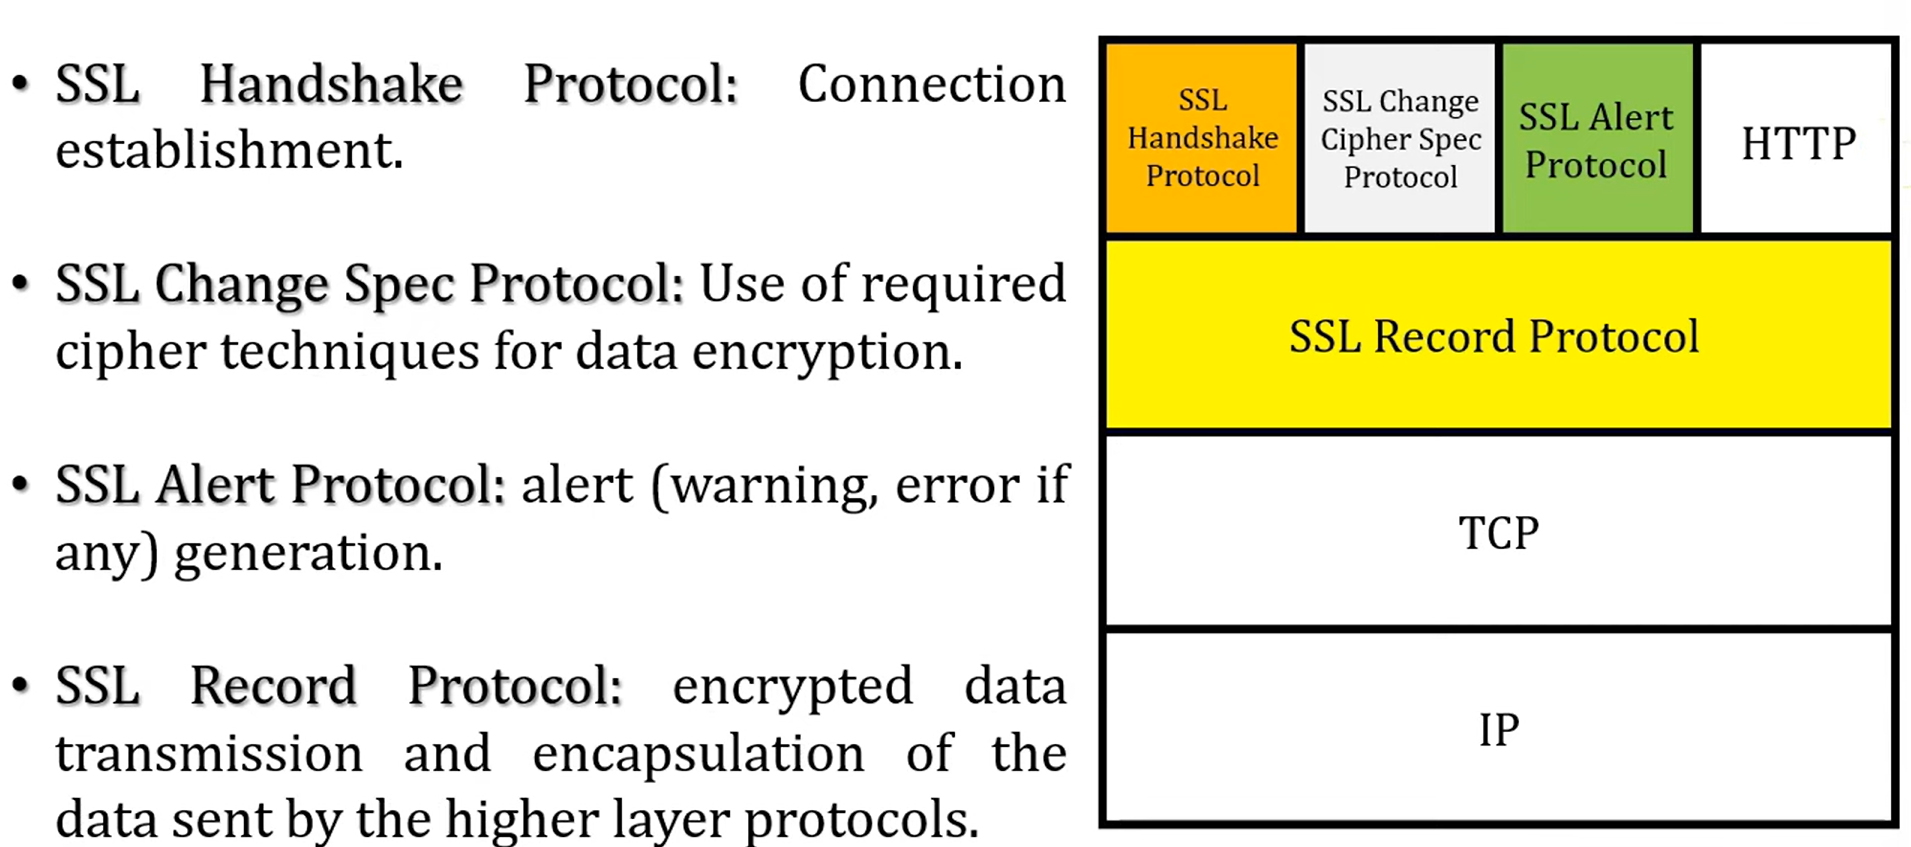 • SSL Handshake Protocol: Connection
establishment.
• SSL Change Spec Protocol: Use of required
cipher techniques for data encryption.
• SSL Alert Protocol: alert (warning, error if
any) generation.
• SSL Record Protocol: encrypted data
transmission and encapsulation of the
data sent by the higher layer protocols.
SSL
Handshake
Protocol
SSL Change
Cipher Spec
Protocol
SSL Alert
Protocol
HTTP
SSL Record Protocol
TCP
IP